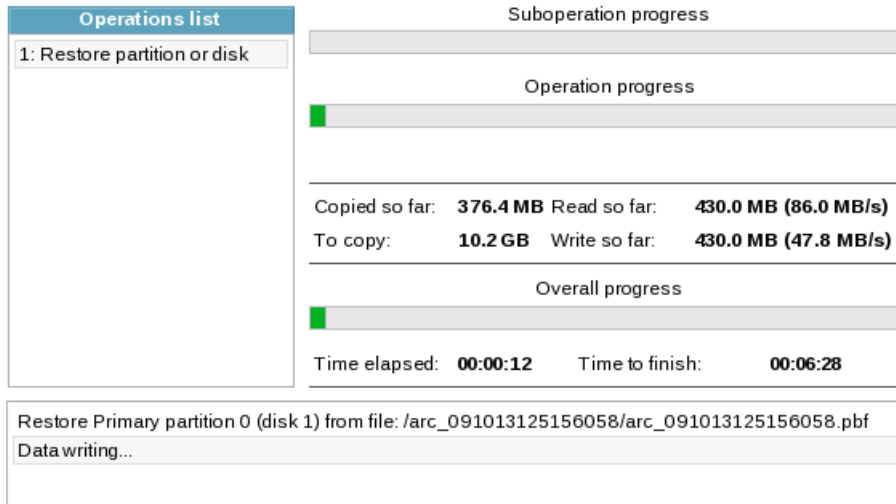 Operations list
1: Restore partition or disk
Suboperation progress
Operation progress
Copied so far: 376.4 MB Read so far: 430.0 MB (86.0 MB/s)
To copy: 10.2 GB Write so far: 430.0 MB (47.8 MB/s)
Overall progress
Time elapsed: 00:00:12 Time to finish: 00:06:28
Restore Primary partition 0 (disk 1) from file: /arc_091013125156058/arc_091013125156058.pbf
Data writing...